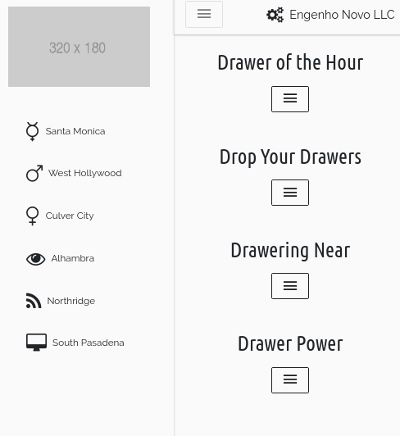 320 x 180
Santa Monica
West Hollywood
Culver City
Alhambra
Northridge
South Pasadena
Engenho Novo LLC
Drawer of the Hour
Drop Your Drawers
Drawering Near
Drawer Power